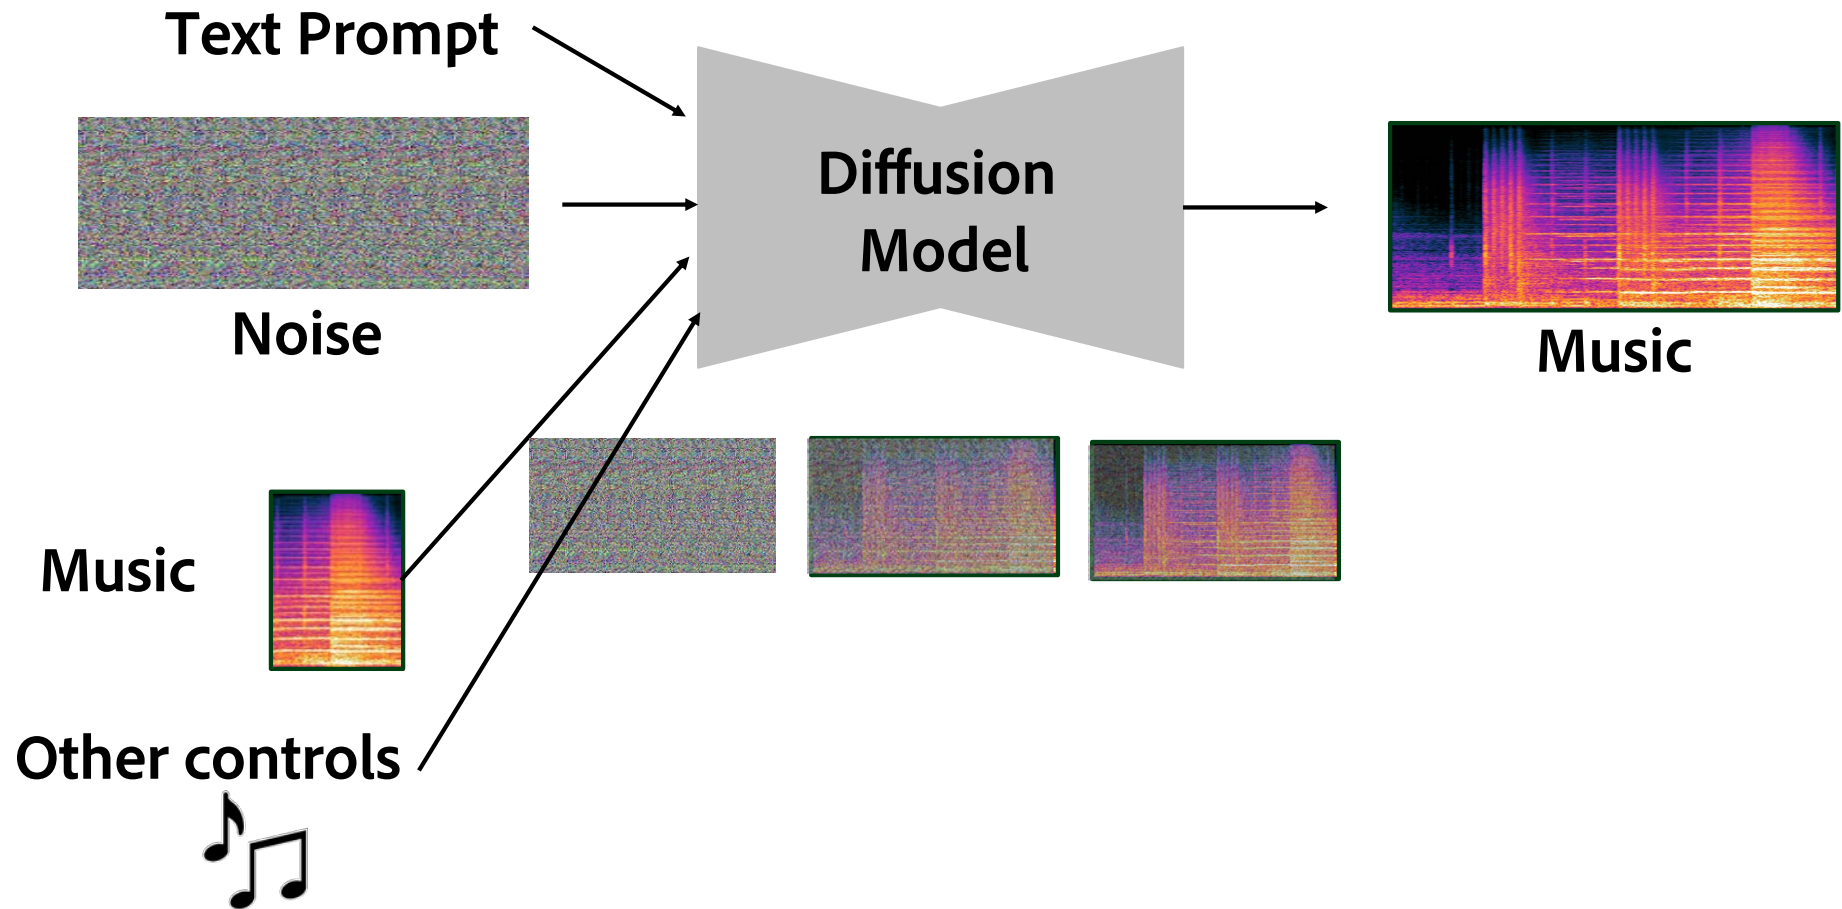 Text Prompt
Noise
Diffusion
Model
Music
Music
Other controls